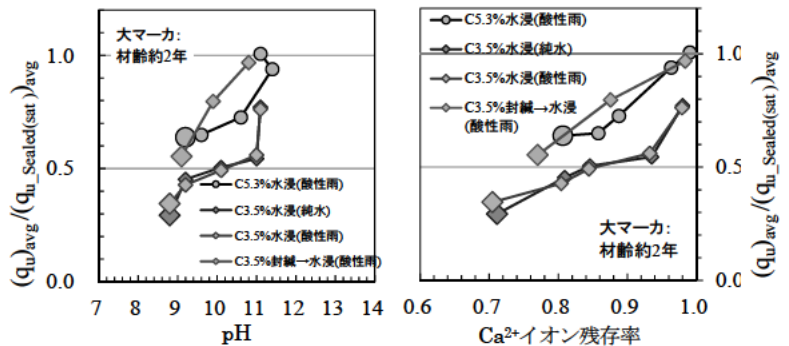 (qu)avg/(qu_Sealed(sat))avg
大マーカ:
材齢約2年
1.0
0.5
0.0
C5.3%水浸(酸性雨)
C3.5%水浸(純水)
C3.5%水浸(酸性雨)
C3.5%封緘→水浸(酸性雨)
7 8 9 10 11 12 13 14
pH
C5.3%水浸(酸性雨)
C3.5%水浸(純水)
C3.5%水浸(酸性雨)
C3.5%封緘→水浸
(酸性雨)
大マーカ:
材齢約2年
1.0
0.5
0.0
0.6 0.7 0.8 0.9 1.0
Ca2+イオン残存率
(qu)avg/(qu_Sealed(sat))avg